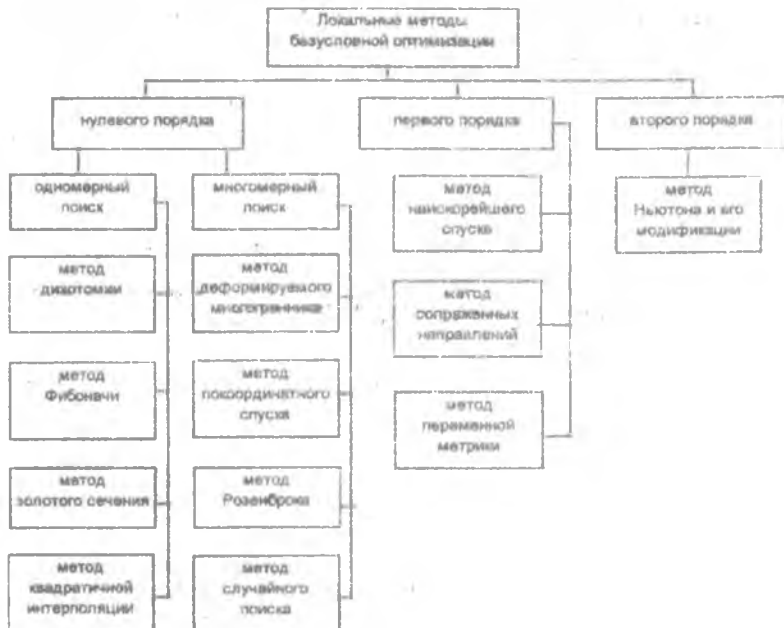 Локальные методы
безусловной оптимизации
нулевого порядка
первого порядка
второго порядка
одномерный
поиск
многомерный
поиск
метод
наискорейшего
спуска
метод
Ньютона и его
модификации
метод
дихотомии
метод
деформируемого
многогранника
метод
сопряженных
направлений
метод
Фибоначи
метод
покоординатного
спуска
метод
переменной
метрики
метод
золотого сечения
метод
Розенброка
метод
квадратичной
интерполяции
метод
случайного
поиска